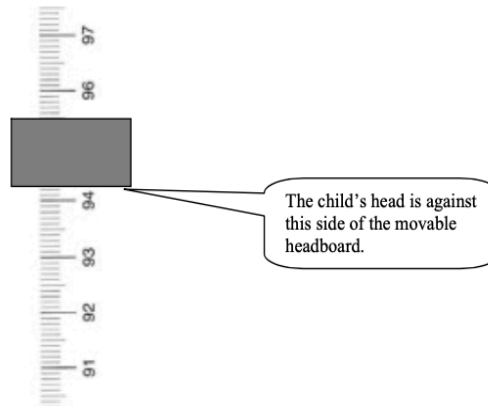 97
96
The child’s head is against
94
this side of the movable
headboard.
93
92
91